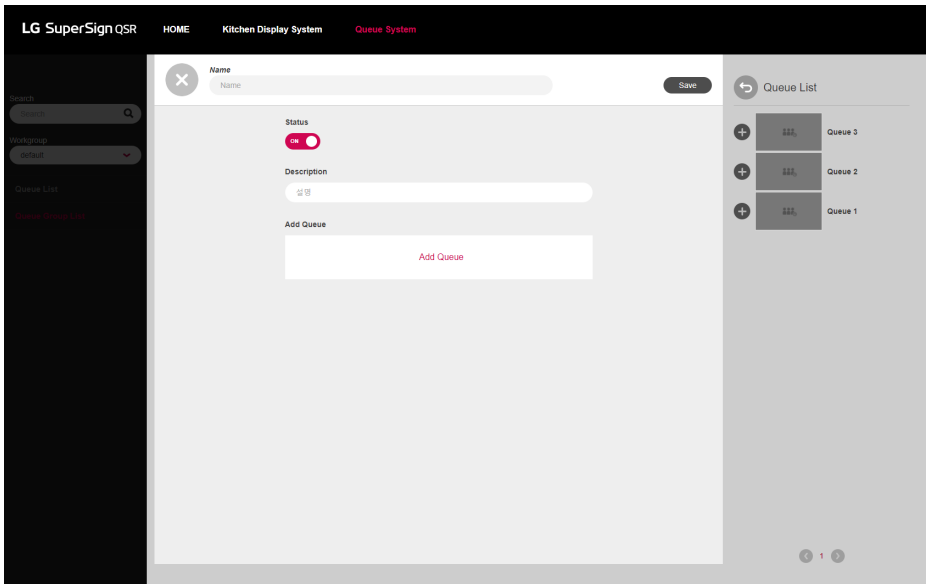 LG SuperSign QSR
HOME
Kitchen Display System
Queue System
Search
Search
Workgroup
default
Queue List
Name
Name
Save
Status
ON
Description
설명
Add Queue
Add Queue
Queue List
Queue 3
Queue 2
Queue 1
1